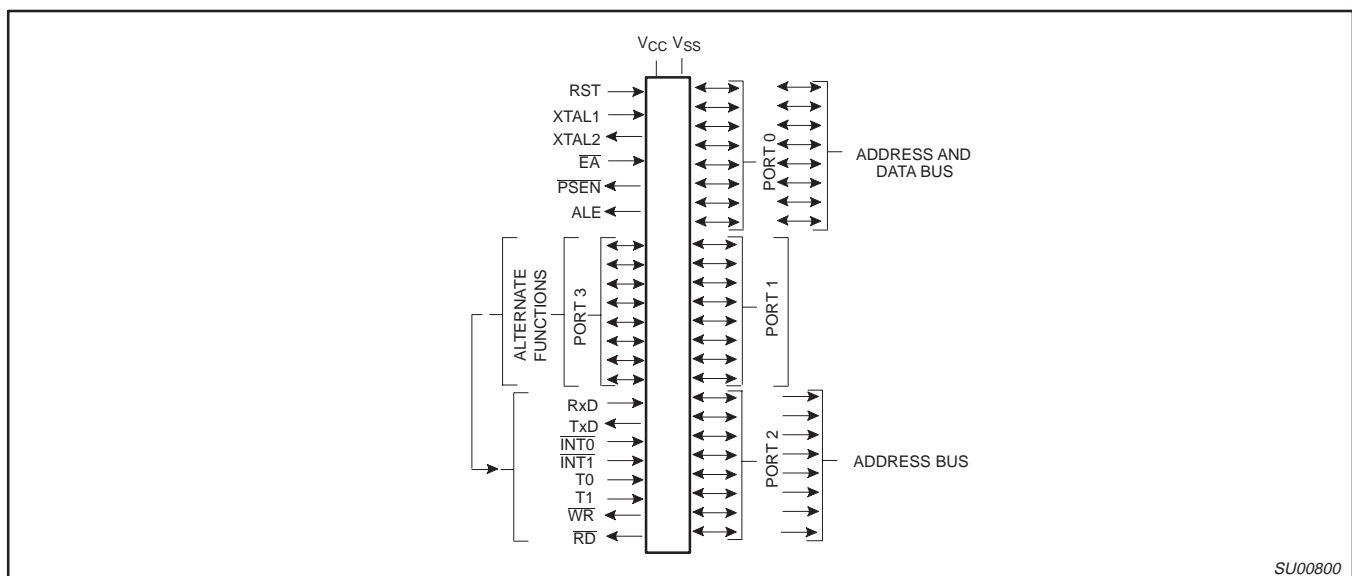 VCC VSS
RST
XTAL1
XTAL2
EA
PSEN
ALE
PORT 0
ADDRESS AND
DATA BUS
ALTERNATE
FUNCTIONS
PORT 3
PORT 1
RxD
TxD
INT0
INT1
T0
T1
WR
RD
PORT 2
ADDRESS BUS
SU00800